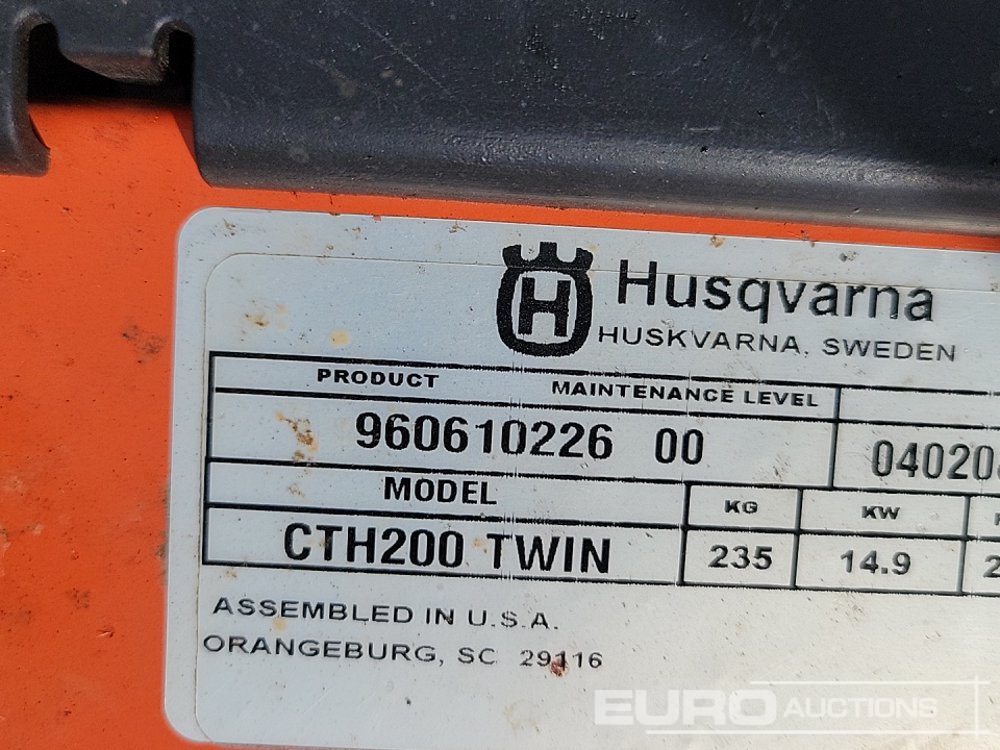 H Husqvarna
HUSKVARNA, SWEDEN
PRODUCT MAINTENANCE LEVEL
960610226 00
MODEL KG KW
CTH200 TWIN 235 14.9
ASSEMBLED IN U.S.A.
ORANGEBURG, SC 29116
EURO AUCTIONS